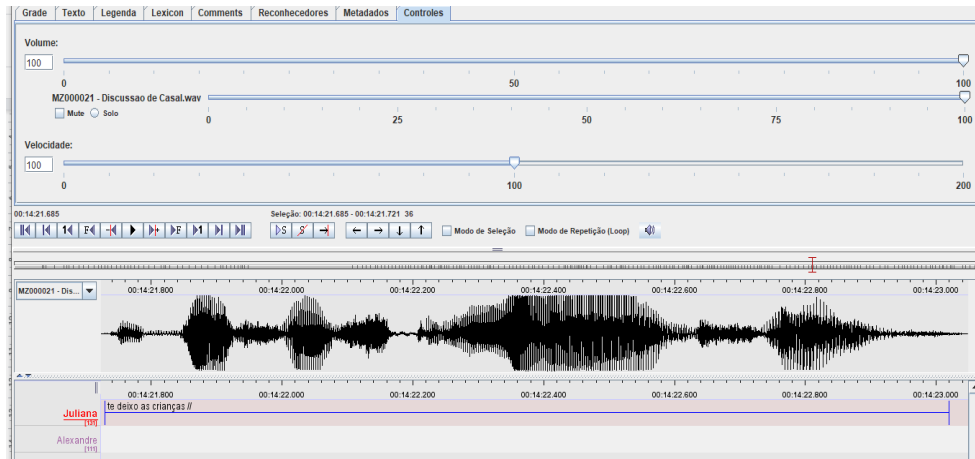 Grade Texto Legenda Lexicon Comments Reconhecedores Metadados Controles
Volume:
100
0 50 100
MZ000021 - Discussao de Casal.wav
Mute Solo
0 25 50 75 100
Velocidade:
100
0 100 200
00:14:21.685 Seleção: 00:14:21.685 - 00:14:21.721 36
1 F F 1 S S Modo de Seleção Modo de Repetição (Loop)
MZ000021 - Dis... 00:14:21.800 00:14:22.000 00:14:22.200 00:14:22.400 00:14:22.600 00:14:22.800 00:14:23.000
00:14:21.800 00:14:22.000 00:14:22.200 00:14:22.400 00:14:22.600 00:14:22.800 00:14:23.000
te deixo as crianças //
Juliana
[131]
Alexandre
[111]